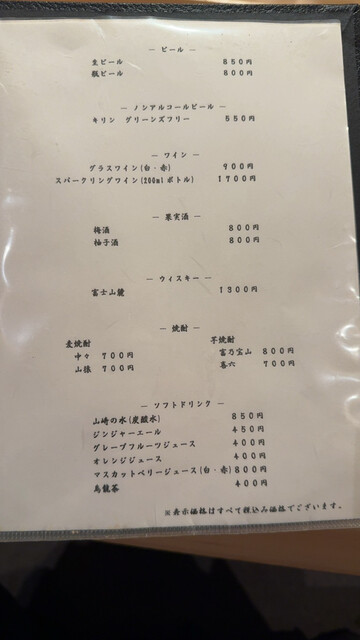 ― ビール ―
生ビール 850円
瓶ビール 800円
― ノンアルコールビール ―
キリン グリーンズフリー 550円
― ワイン ―
グラスワイン(白・赤) 900円
スパークリングワイン(200ml ボトル) 1700円
― 果実酒 ―
梅酒 800円
柚子酒 800円
― ウィスキー ―
富士山麓 1300円
― 焼酎 ―
麦焼酎 芋焼酎
中々 700円 富乃宝山 800円
山猿 700円 喜六 700円
― ソフトドリンク ―
山崎の水(炭酸水) 850円
ジンジャーエール 450円
グレープフルーツジュース 400円
オレンジジュース 400円
マスカットベリージュース(白・赤) 800円
烏龍茶 400円
※表示価格はすべて税込み価格でございます。